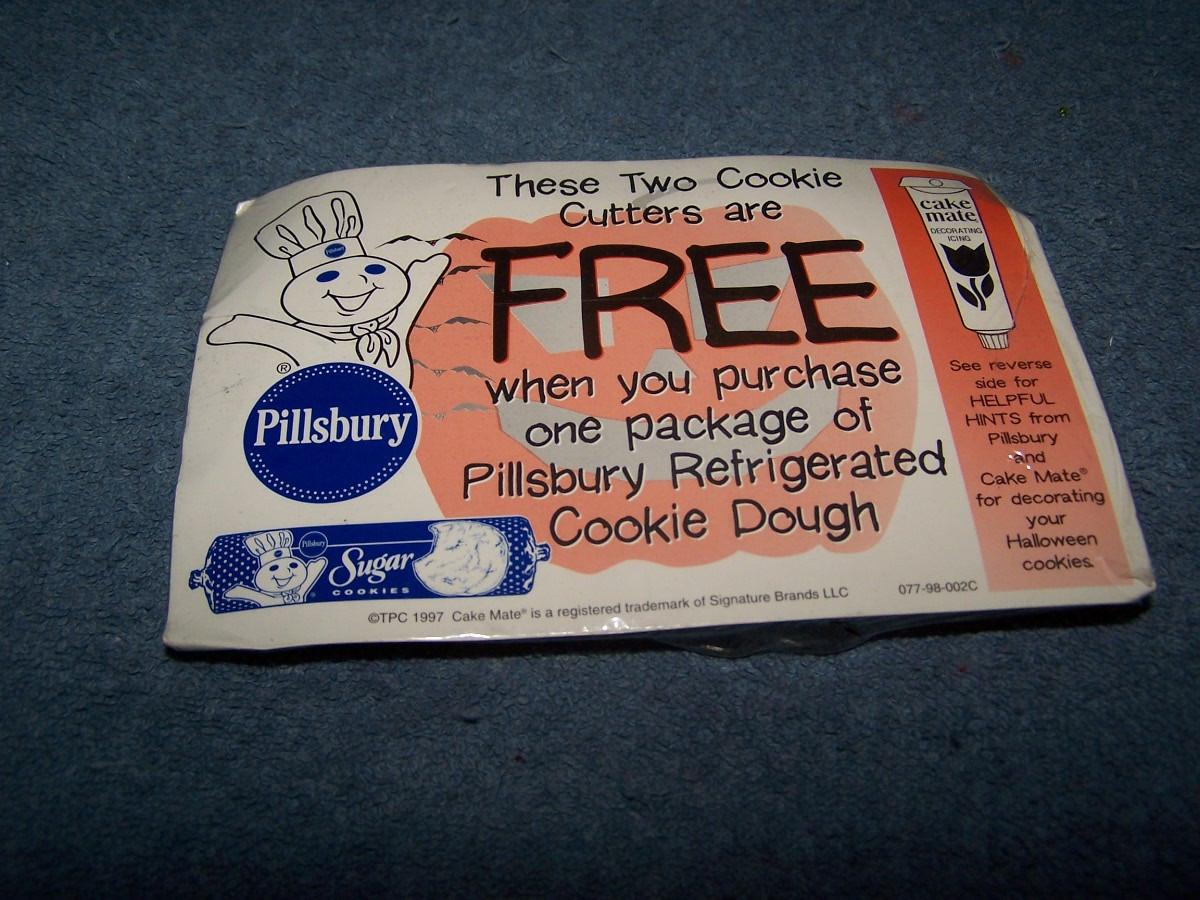 These Two Cookie
Cutters are
FREE
when you purchase
one package of
Pillsbury Refrigerated
Cookie Dough
Pillsbury
®
Pillsbury
Pillsbury
Sugar
COOKIES
©TPC 1997 Cake Mate® is a registered trademark of Signature Brands LLC
077-98-002C
cake
mate
DECORATING
ICING
See reverse
side for
HELPFUL
HINTS from
Pillsbury
and
Cake Mate®
for decorating
your
Halloween
cookies.